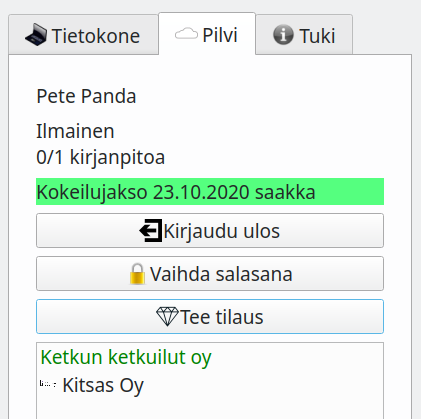 Tietokone
Pilvi
Tuki
Pete Panda
Ilmainen
0/1 kirjanpitoa
Kokeilujakso 23.10.2020 saakka
Kirjaudu ulos
Vaihda salasana
Tee tilaus
Ketkun ketkuilut oy
Kitsas Oy